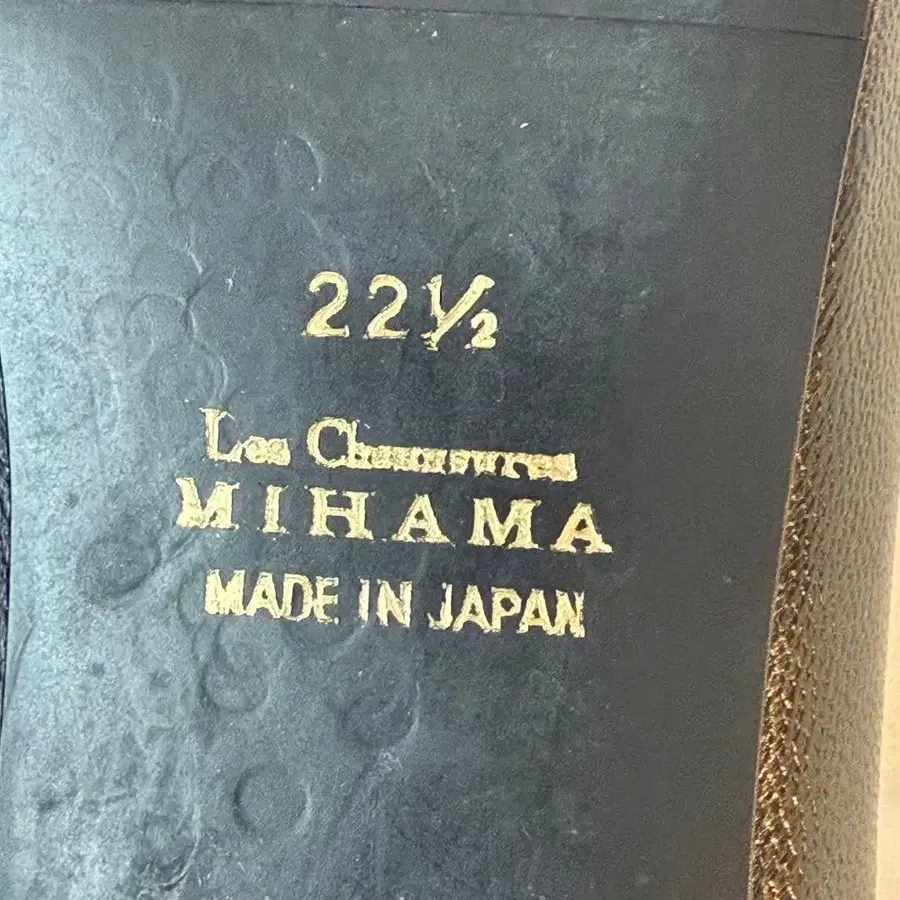 22½
Les Chaussures
MIHAMA
MADE IN JAPAN